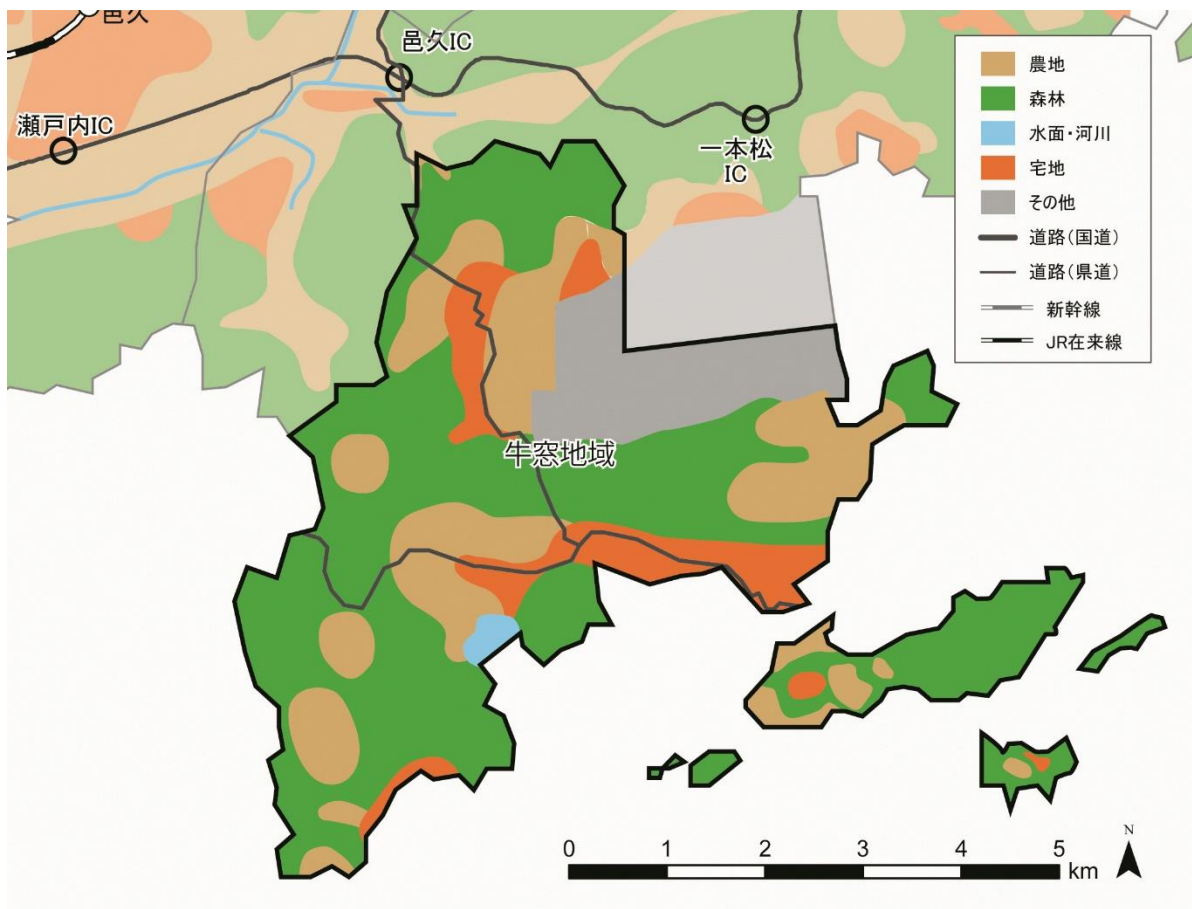 邑久
邑久IC
瀬戸内IC
一本松
IC
牛窓地域
農地
森林
水面・河川
宅地
その他
道路(国道)
道路(県道)
新幹線
JR在来線
0 1 2 3 4 5
km
N